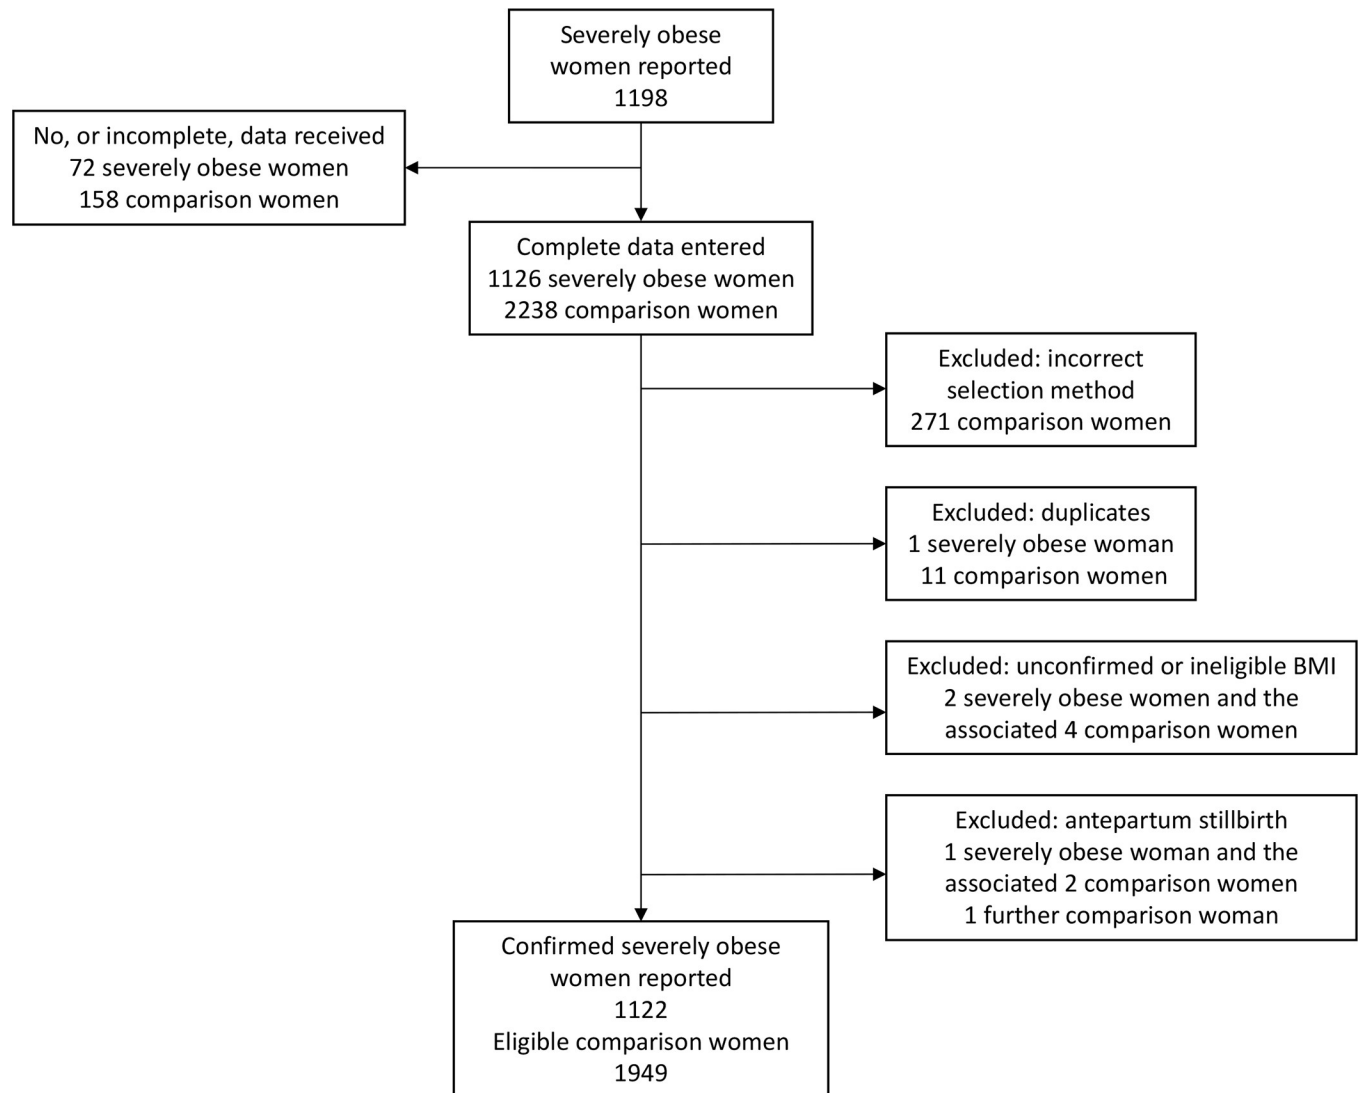 Severely obese
women reported
1198
No, or incomplete, data received
72 severely obese women
158 comparison women
Complete data entered
1126 severely obese women
2238 comparison women
Excluded: incorrect
selection method
271 comparison women
Excluded: duplicates
1 severely obese woman
11 comparison women
Excluded: unconfirmed or ineligible BMI
2 severely obese women and the
associated 4 comparison women
Excluded: antepartum stillbirth
1 severely obese woman and the
associated 2 comparison women
1 further comparison woman
Confirmed severely obese
women reported
1122
Eligible comparison women
1949